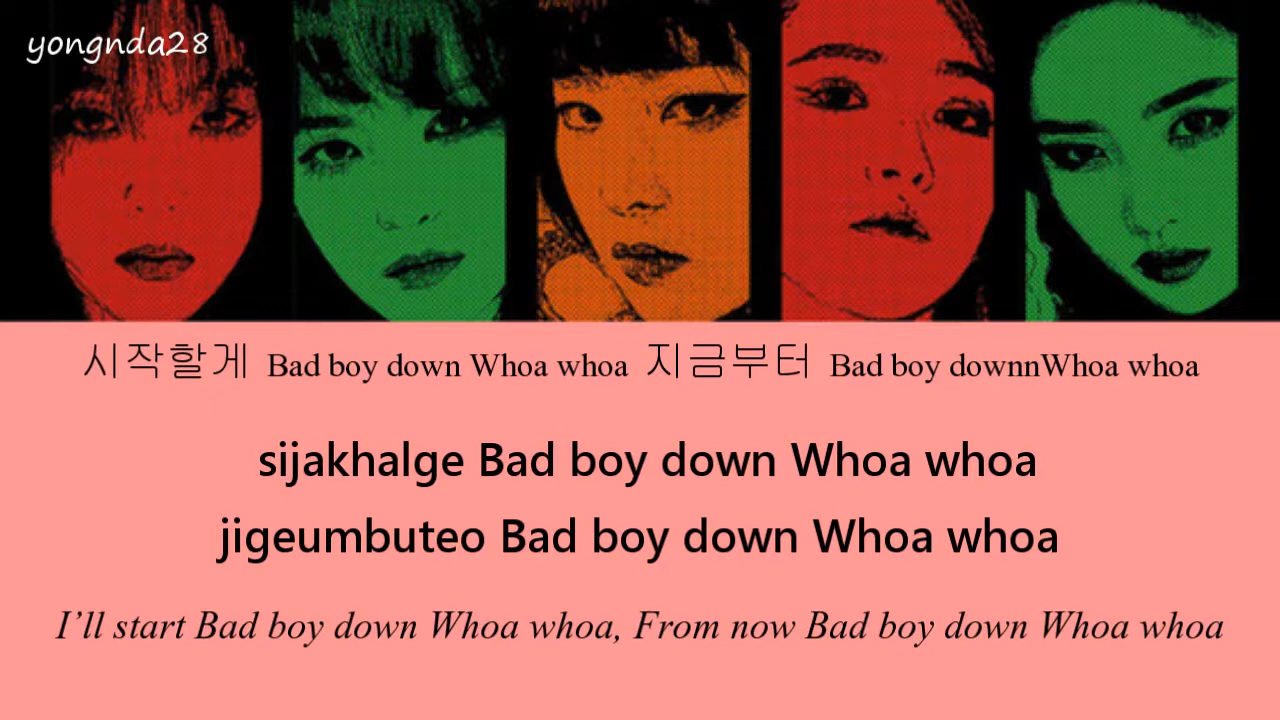 yongnda28
시작할게 Bad boy down Whoa whoa 지금부터 Bad boy downnWhoa whoa
sijakhalge Bad boy down Whoa whoa
jigeumbuteo Bad boy down Whoa whoa
I’ll start Bad boy down Whoa whoa, From now Bad boy down Whoa whoa